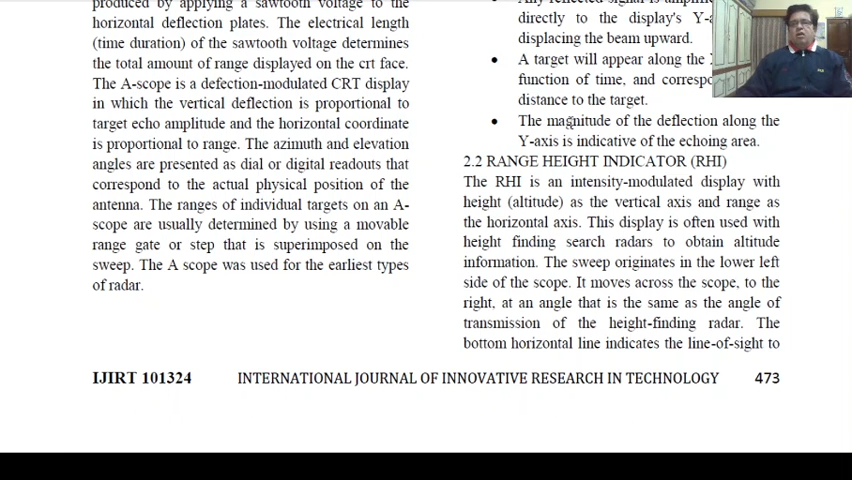 produced by applying a sawtooth voltage to the
horizontal deflection plates. The electrical length
(time duration) of the sawtooth voltage determines
the total amount of range displayed on the crt face.
The A-scope is a defection-modulated CRT display
in which the vertical deflection is proportional to
target echo amplitude and the horizontal coordinate
is proportional to range. The azimuth and elevation
angles are presented as dial or digital readouts that
correspond to the actual physical position of the
antenna. The ranges of individual targets on an A-
scope are usually determined by using a movable
range gate or step that is superimposed on the
sweep. The A scope was used for the earliest types
of radar.
Any reflected signal is
directly to the display's
displacing the beam upward.
• A target will appear along the
function of time, and
distance to the target.
• The magnitude of the deflection along the
Y-axis is indicative of the echoing area.
2.2 RANGE HEIGHT INDICATOR (RHI)
The RHI is an intensity-modulated display with
height (altitude) as the vertical axis and range as
the horizontal axis. This display is often used with
height finding search radars to obtain altitude
information. The sweep originates in the lower left
side of the scope. It moves across the scope, to the
right, at an angle that is the same as the angle of
transmission of the height-finding radar. The
bottom horizontal line indicates the line-of-sight to
IJIRT 101324 INTERNATIONAL JOURNAL OF INNOVATIVE RESEARCH IN TECHNOLOGY 473